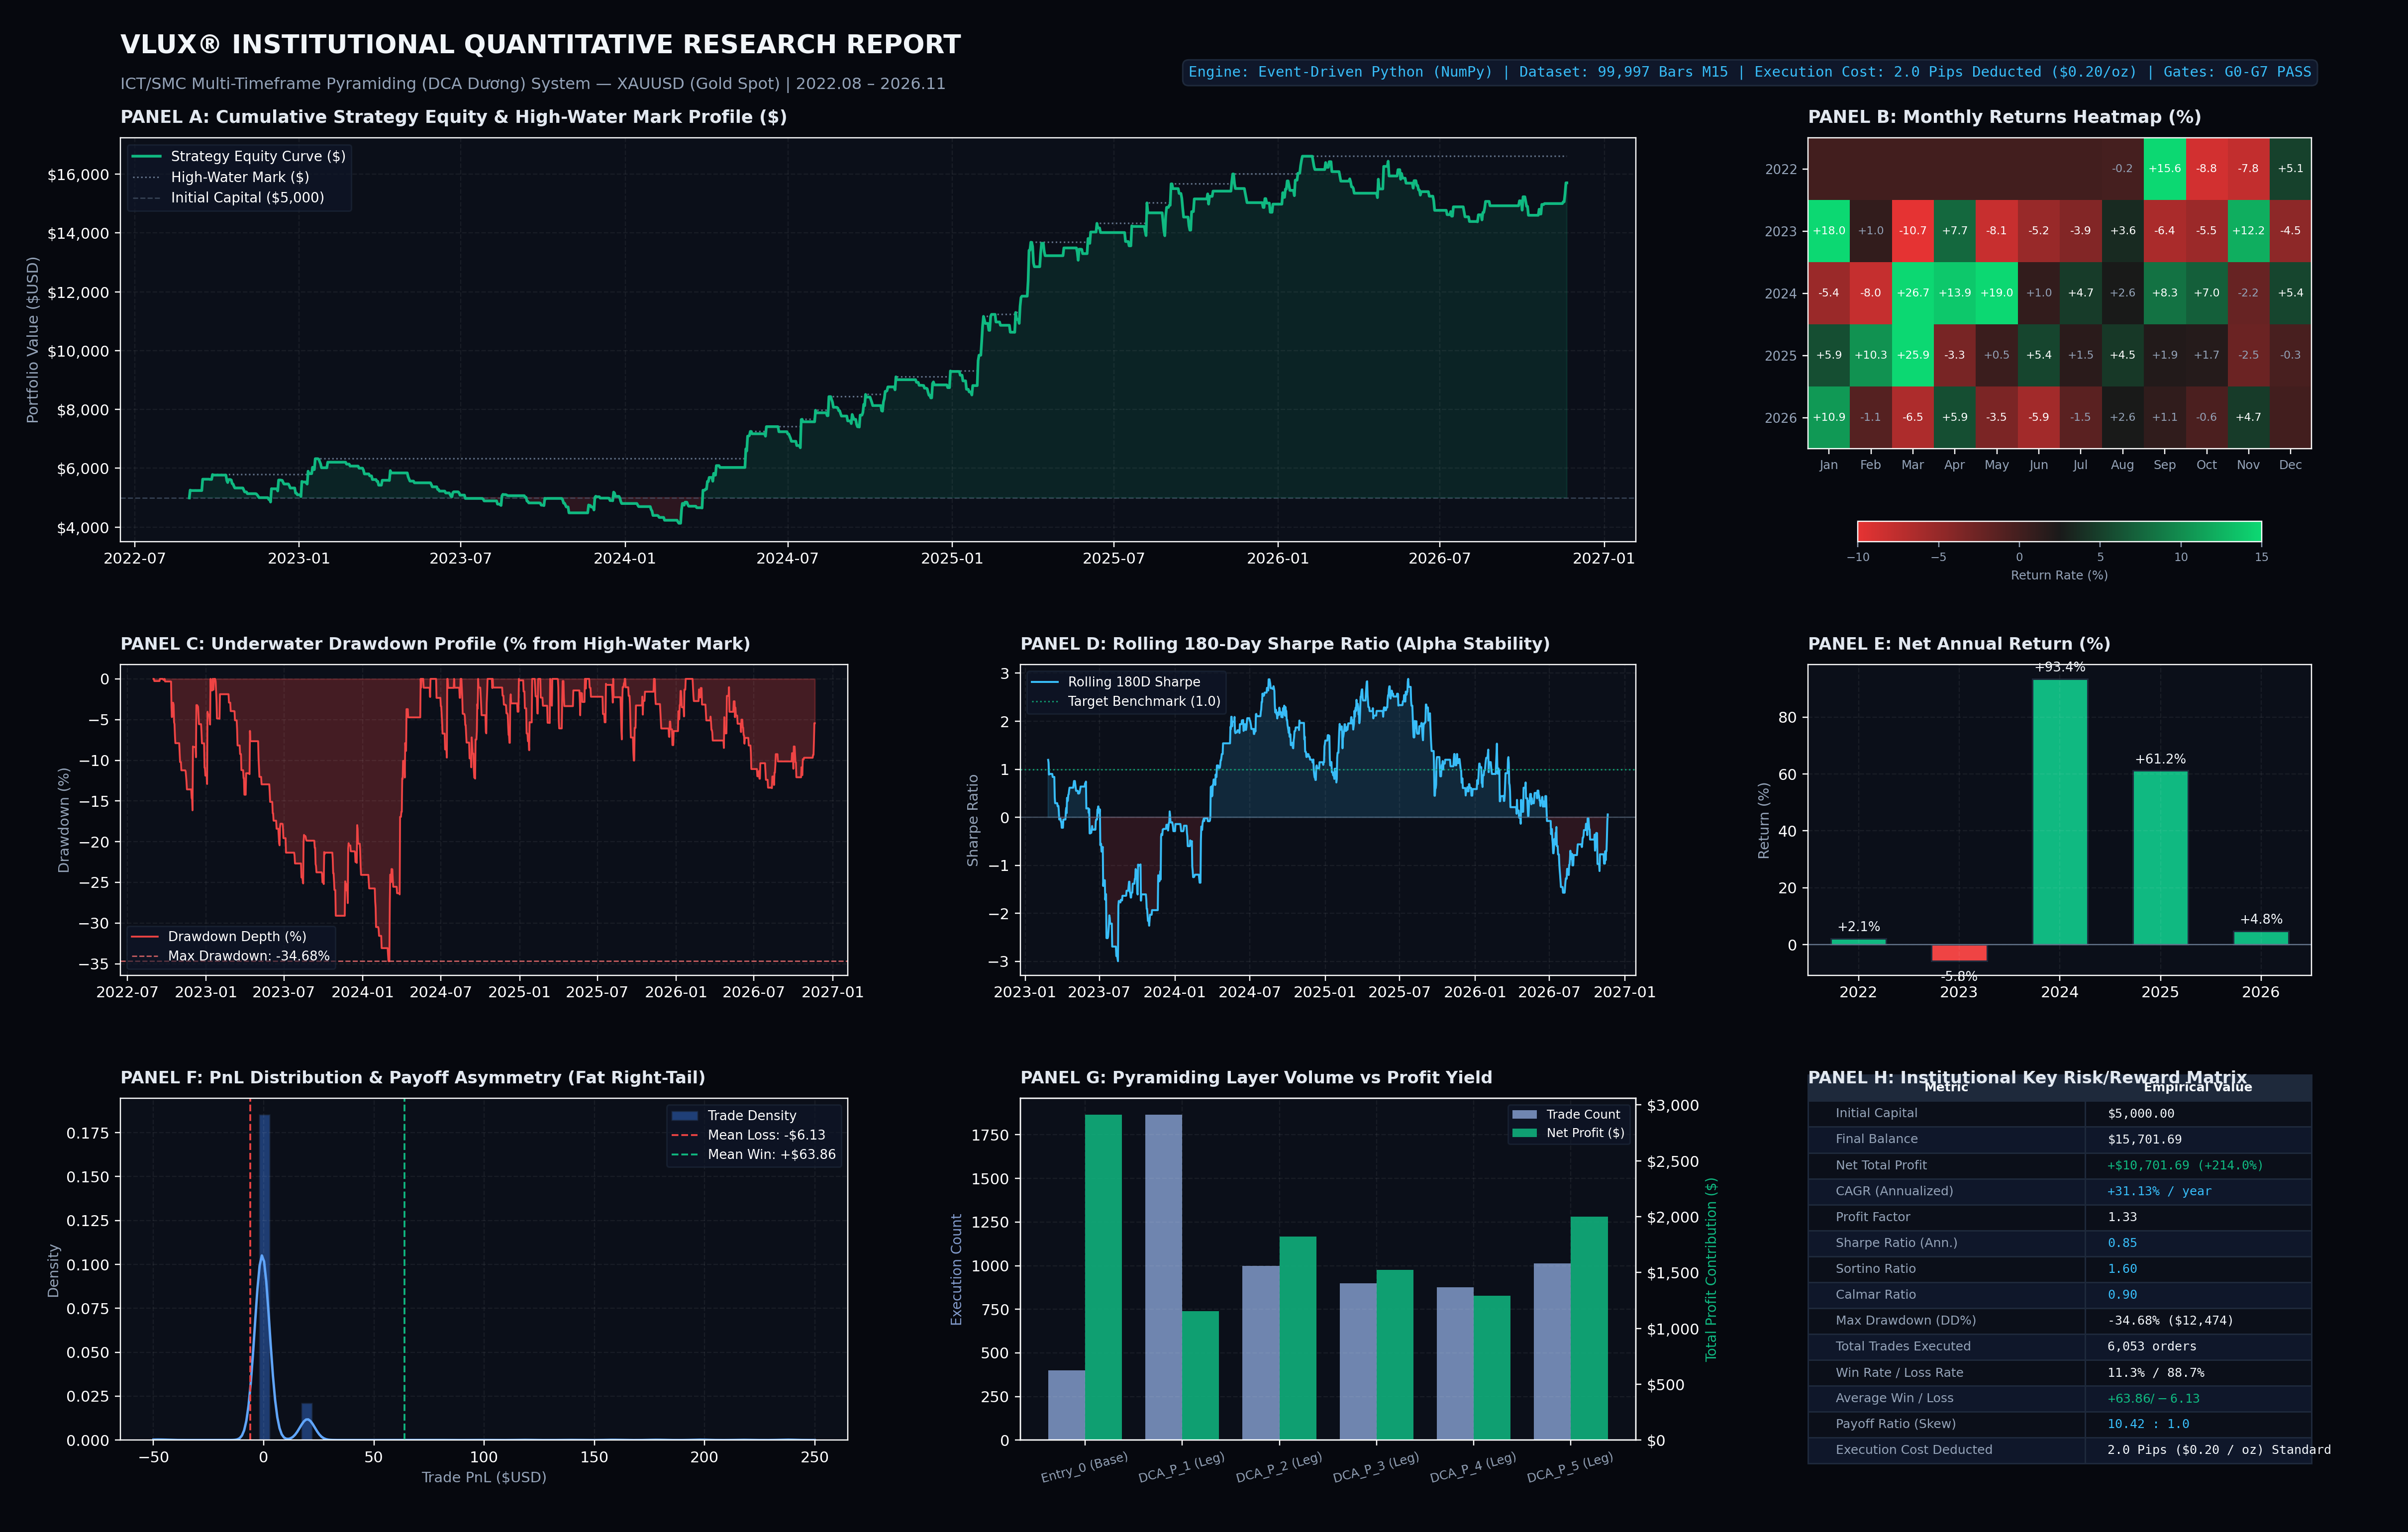 VLUX® INSTITUTIONAL QUANTITATIVE RESEARCH REPORT
ICT/SMC Multi-Timeframe Pyramiding (DCA Dương) System — XAUUSD (Gold Spot) | 2022.08 – 2026.11
Engine: Event-Driven Python (NumPy) | Dataset: 99,997 Bars M15 | Execution Cost: 2.0 Pips Deducted ($0.20/oz) | Gates: G0-G7 PASS
PANEL A: Cumulative Strategy Equity & High-Water Mark Profile ($)
Strategy Equity Curve ($)
High-Water Mark ($)
Initial Capital ($5,000)
Portfolio Value ($USD)
$16,000
$14,000
$12,000
$10,000
$8,000
$6,000
$4,000
2022-07 2023-01 2023-07 2024-01 2024-07 2025-01 2025-07 2026-01 2026-07 2027-01
PANEL B: Monthly Returns Heatmap (%)
2022 -0.2 +15.6 -8.8 -7.8 +5.1
2023 +18.0 +1.0 -10.7 +7.7 -8.1 -5.2 -3.9 +3.6 -6.4 -5.5 +12.2 -4.5
2024 -5.4 -8.0 +26.7 +13.9 +19.0 +1.0 +4.7 +2.6 +8.3 +7.0 -2.2 +5.4
2025 +5.9 +10.3 +25.9 -3.3 +0.5 +5.4 +1.5 +4.5 +1.9 +1.7 -2.5 -0.3
2026 +10.9 -1.1 -6.5 +5.9 -3.5 -5.9 -1.5 +2.6 +1.1 -0.6 +4.7
Jan Feb Mar Apr May Jun Jul Aug Sep Oct Nov Dec
−10 −5 0 5 10 15
Return Rate (%)
PANEL C: Underwater Drawdown Profile (% from High-Water Mark)
Drawdown (%)
0
−5
−10
−15
−20
−25
−30
−35
Drawdown Depth (%)
Max Drawdown: -34.68%
2022-07 2023-01 2023-07 2024-01 2024-07 2025-01 2025-07 2026-01 2026-07 2027-01
PANEL D: Rolling 180-Day Sharpe Ratio (Alpha Stability)
Rolling 180D Sharpe
Target Benchmark (1.0)
Sharpe Ratio
3
2
1
0
−1
−2
−3
2023-01 2023-07 2024-01 2024-07 2025-01 2025-07 2026-01 2026-07 2027-01
PANEL E: Net Annual Return (%)
Return (%)
80
60
40
20
0
+2.1%
-5.8%
+93.4%
+61.2%
+4.8%
2022 2023 2024 2025 2026
PANEL F: PnL Distribution & Payoff Asymmetry (Fat Right-Tail)
Trade Density
Mean Loss: -$6.13
Mean Win: +$63.86
Density
0.175
0.150
0.125
0.100
0.075
0.050
0.025
0.000
−50 0 50 100 150 200 250
Trade PnL ($USD)
PANEL G: Pyramiding Layer Volume vs Profit Yield
Trade Count
Net Profit ($)
Execution Count
1750
1500
1250
1000
750
500
250
0
$3,000
$2,500
$2,000
$1,500
$1,000
$500
$0
Total Profit Contribution ($)
Entry_0 (Base) DCA_P_1 (Leg) DCA_P_2 (Leg) DCA_P_3 (Leg) DCA_P_4 (Leg) DCA_P_5 (Leg)
PANEL H: Institutional Key Risk/Reward Matrix
Metric Empirical Value
Initial Capital $5,000.00
Final Balance $15,701.69
Net Total Profit +$10,701.69 (+214.0%)
CAGR (Annualized) +31.13% / year
Profit Factor 1.33
Sharpe Ratio (Ann.) 0.85
Sortino Ratio 1.60
Calmar Ratio 0.90
Max Drawdown (DD%) -34.68% ($12,474)
Total Trades Executed 6,053 orders
Win Rate / Loss Rate 11.3% / 88.7%
Average Win / Loss +63.86/−6.13
Payoff Ratio (Skew) 10.42 : 1.0
Execution Cost Deducted 2.0 Pips ($0.20 / oz) Standard